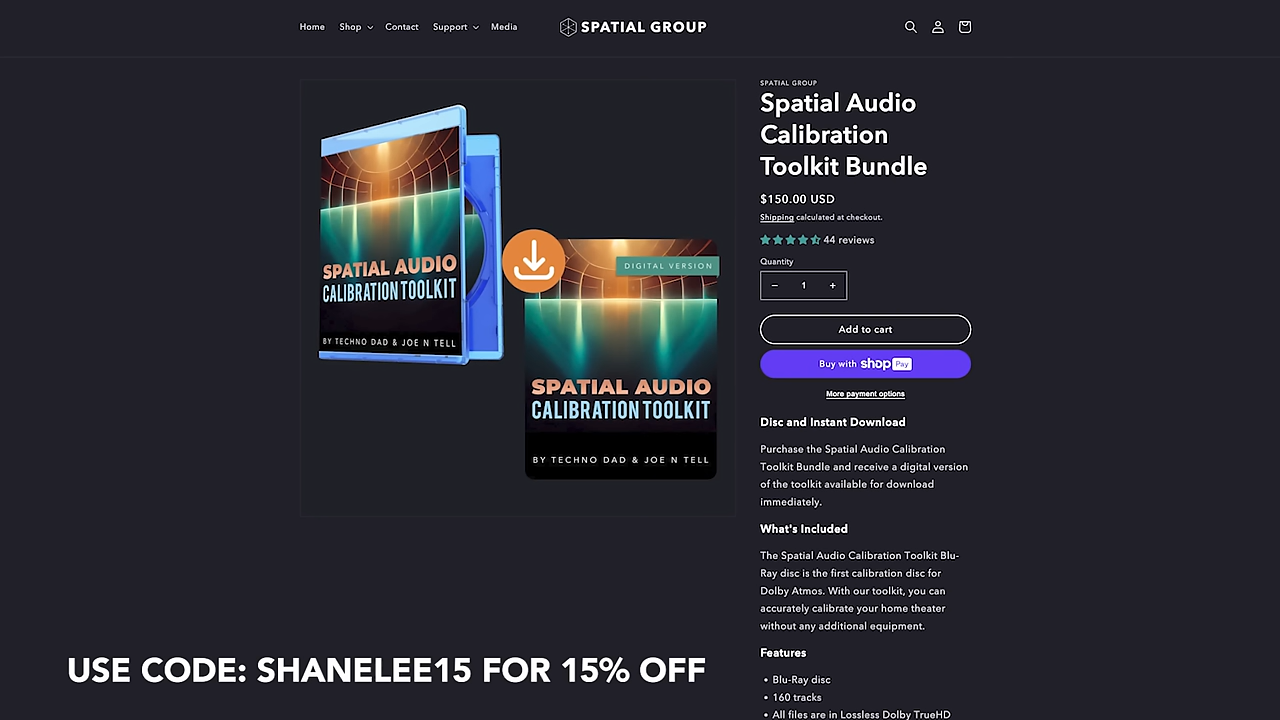 Home
Shop
Contact
Support
Media
SPATIAL GROUP
SPATIAL AUDIO
CALIBRATION TOOLKIT
BY TECHNO DAD & JOE N TELL
DIGITAL VERSION
SPATIAL AUDIO
CALIBRATION TOOLKIT
BY TECHNO DAD & JOE N TELL
SPATIAL GROUP
Spatial Audio
Calibration
Toolkit Bundle
$150.00 USD
Shipping calculated at checkout.
44 reviews
Quantity
− 1 +
Add to cart
Buy with shop Pay
More payment options
Disc and Instant Download
Purchase the Spatial Audio Calibration
Toolkit Bundle and receive a digital version
of the toolkit available for download
immediately.
What's Included
The Spatial Audio Calibration Toolkit Blu-
Ray disc is the first calibration disc for
Dolby Atmos. With our toolkit, you can
accurately calibrate your home theater
without any additional equipment.
Features
• Blu-Ray disc
• 160 tracks
• All files are in Lossless Dolby TrueHD
USE CODE: SHANELEE15 FOR 15% OFF